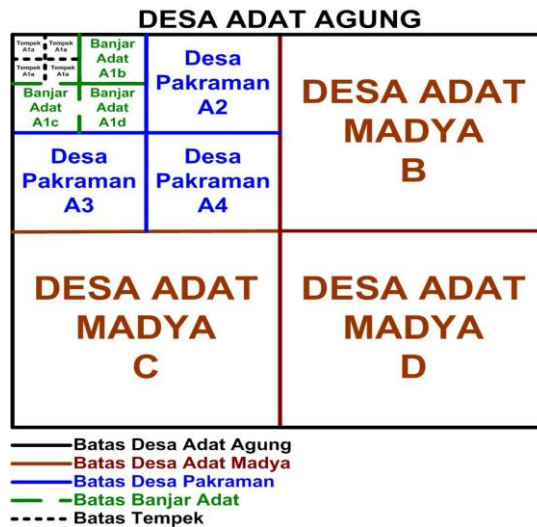 DESA ADAT AGUNG
Tempek
A1a
Tempek
A1a
Tempek
A1a
Tempek
A1a
Banjar
Adat
A1b
Banjar
Adat
A1c
Banjar
Adat
A1d
Desa
Pakraman
A2
Desa
Pakraman
A3
Desa
Pakraman
A4
DESA ADAT
MADYA
B
DESA ADAT
MADYA
C
DESA ADAT
MADYA
D
Batas Desa Adat Agung
Batas Desa Adat Madya
Batas Desa Pakraman
Batas Banjar Adat
Batas Tempek